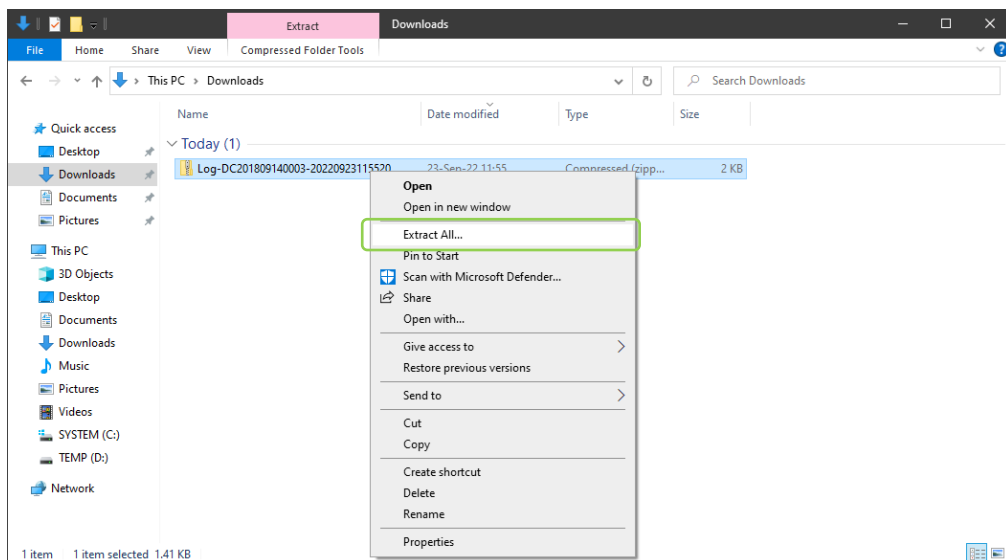 Extract
Downloads
File
Home
Share
View
Compressed Folder Tools
This PC
Downloads
Search Downloads
Name
Date modified
Type
Size
Quick access
Desktop
Downloads
Documents
Pictures
This PC
3D Objects
Desktop
Documents
Downloads
Music
Pictures
Videos
SYSTEM (C:)
TEMP (D:)
Network
Today (1)
Log-DC201809140003-20220923115520
23-Sep-22 11:55
Compressed (zipp...
2 KB
Open
Open in new window
Extract All...
Pin to Start
Scan with Microsoft Defender...
Share
Open with...
Give access to
Restore previous versions
Send to
Cut
Copy
Create shortcut
Delete
Rename
Properties
1 item
1 item selected 1.41 KB